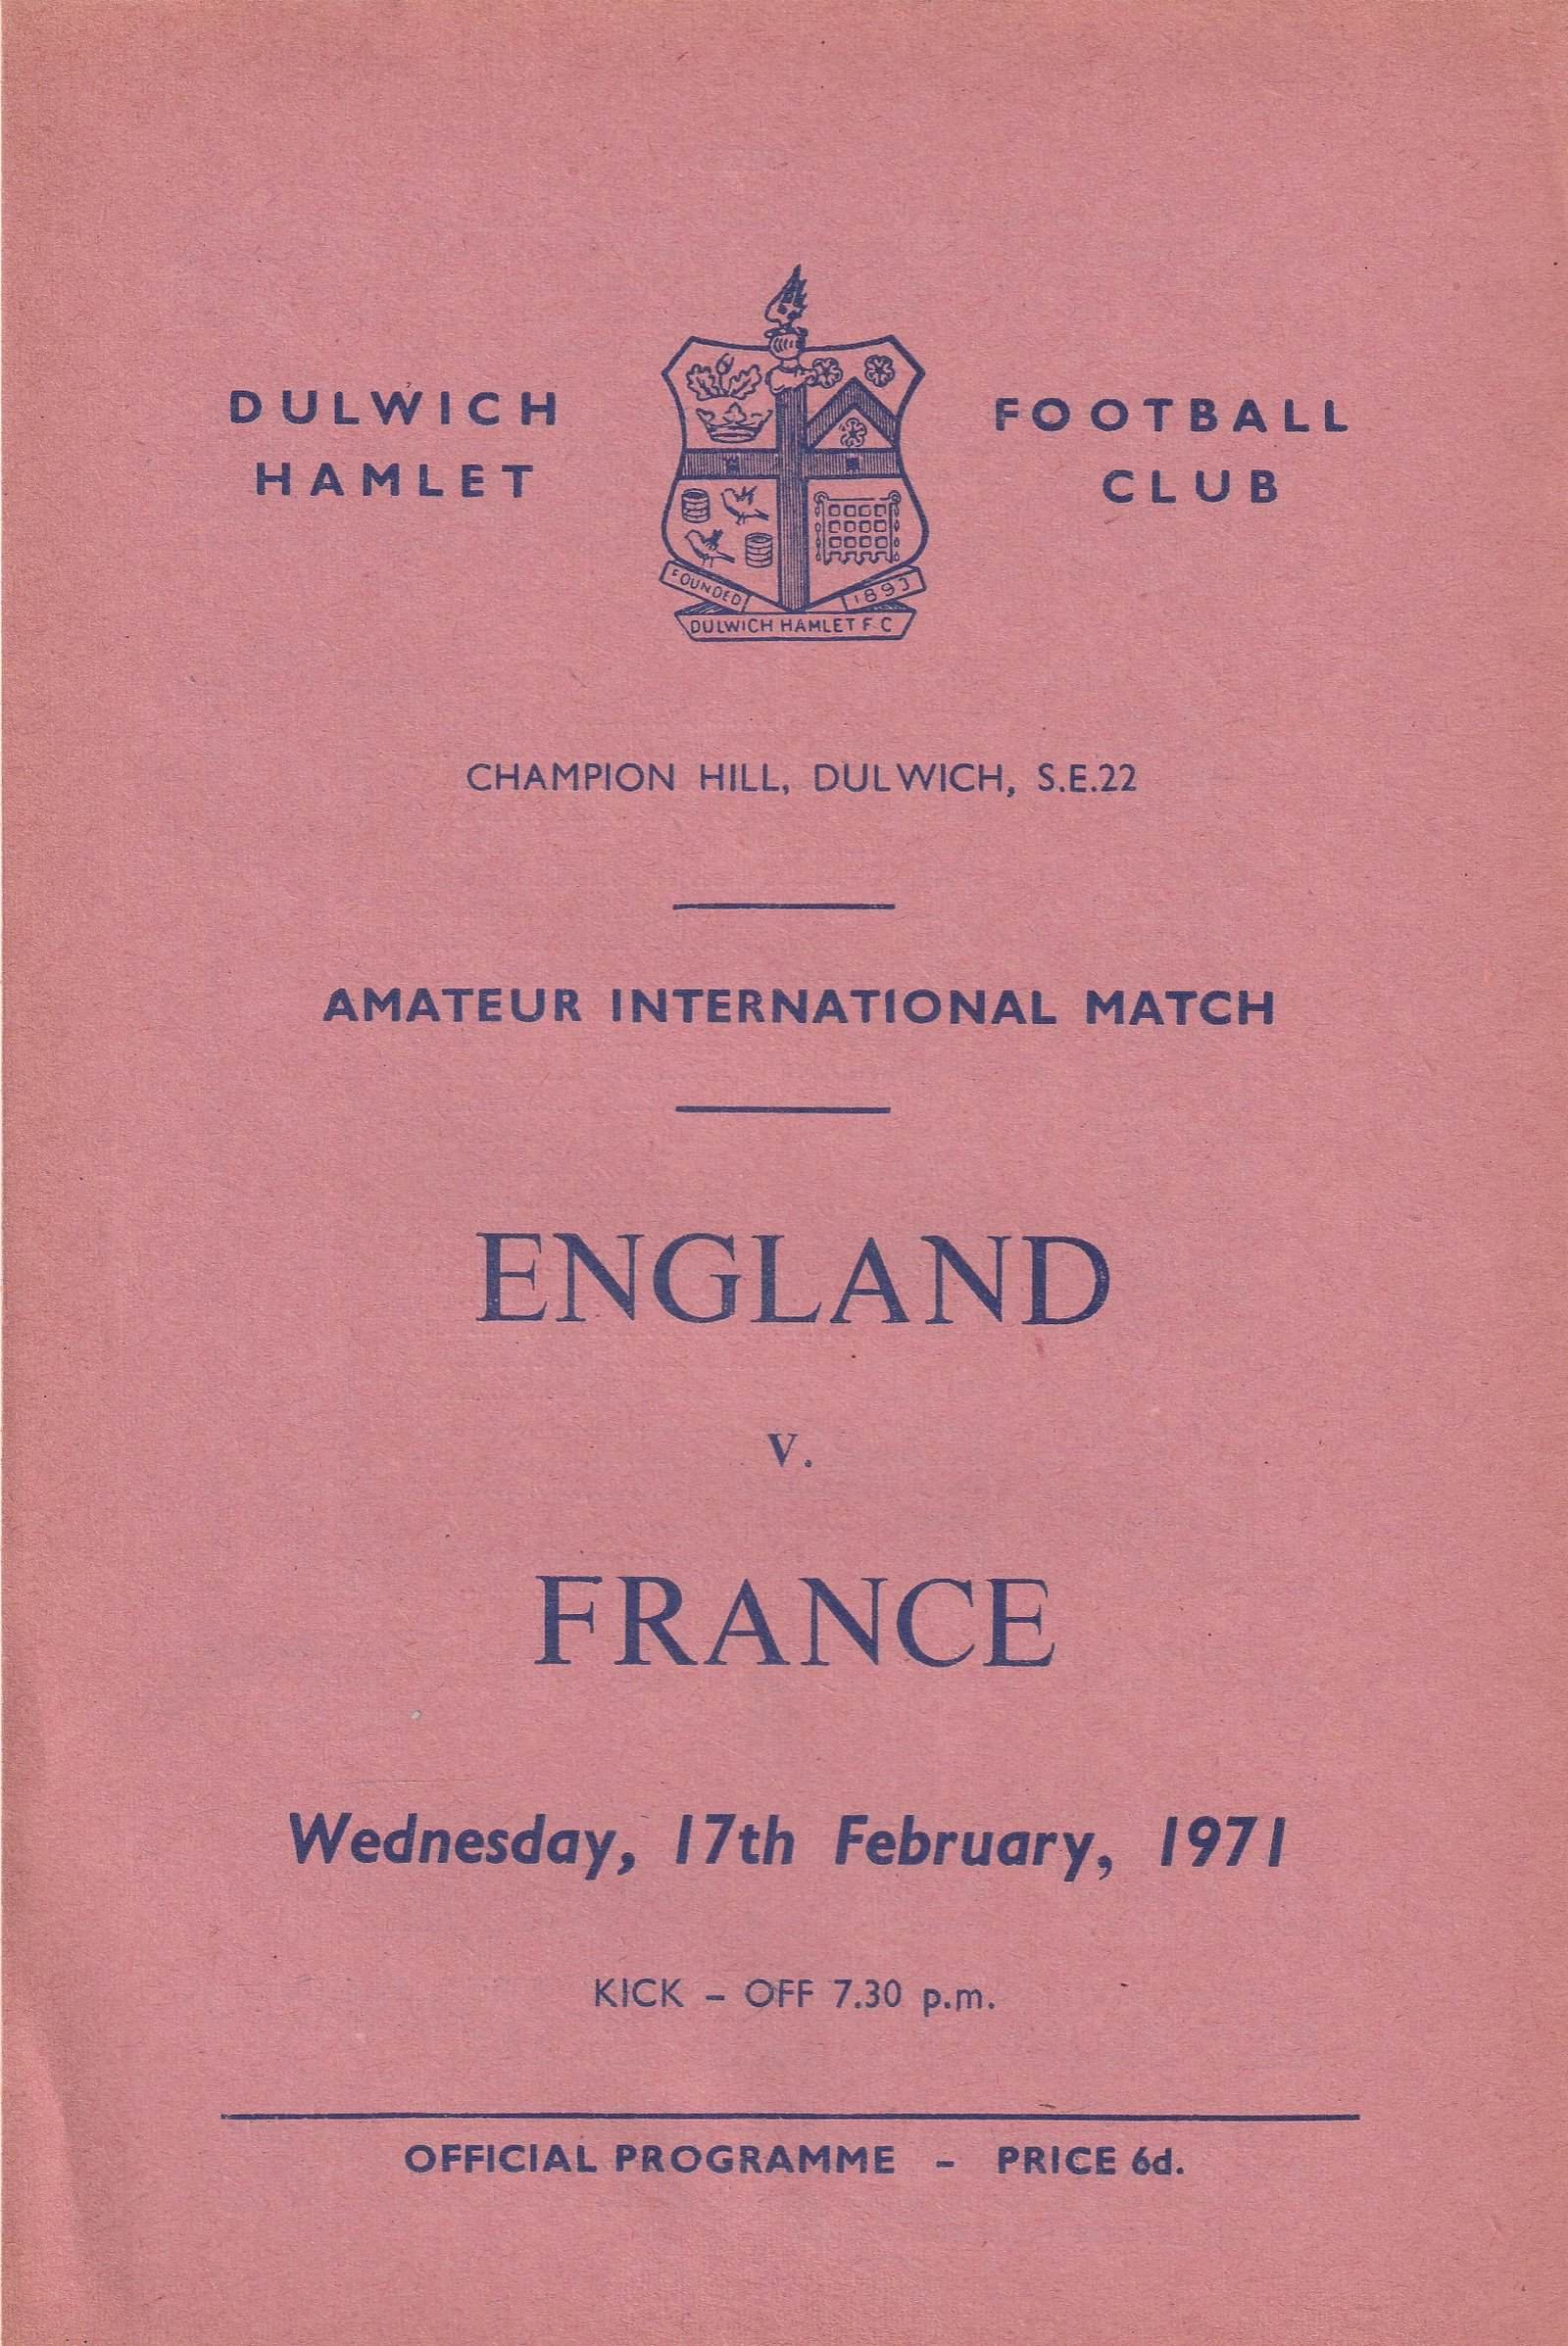 DULWICH
HAMLET
FOOTBALL
CLUB
FOUNDED
1893
DULWICH HAMLET F C
CHAMPION HILL, DULWICH, S.E.22
AMATEUR INTERNATIONAL MATCH
ENGLAND
v.
FRANCE
Wednesday, 17th February, 1971
KICK – OFF 7.30 p.m.
OFFICIAL PROGRAMME – PRICE 6d.